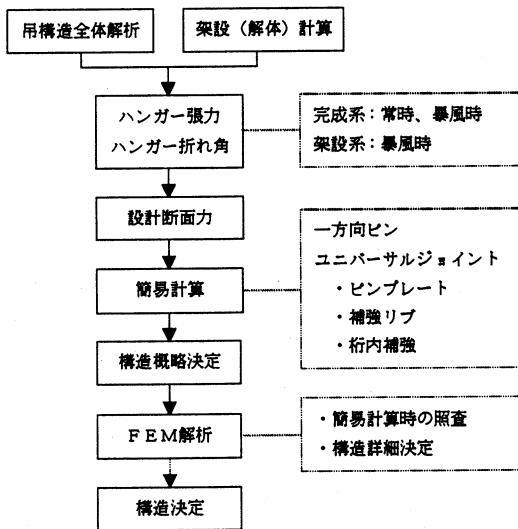 吊構造全体解析
架設（解体）計算
ハンガー張力
ハンガー折れ角
完成系：常時、暴風時
架設系：暴風時
設計断面力
一方向ピン
ユニバーサルジョイント
・ピンプレート
・補強リブ
・桁内補強
簡易計算
構造概略決定
ＦＥＭ解析
・簡易計算時の照査
・構造詳細決定
構造決定